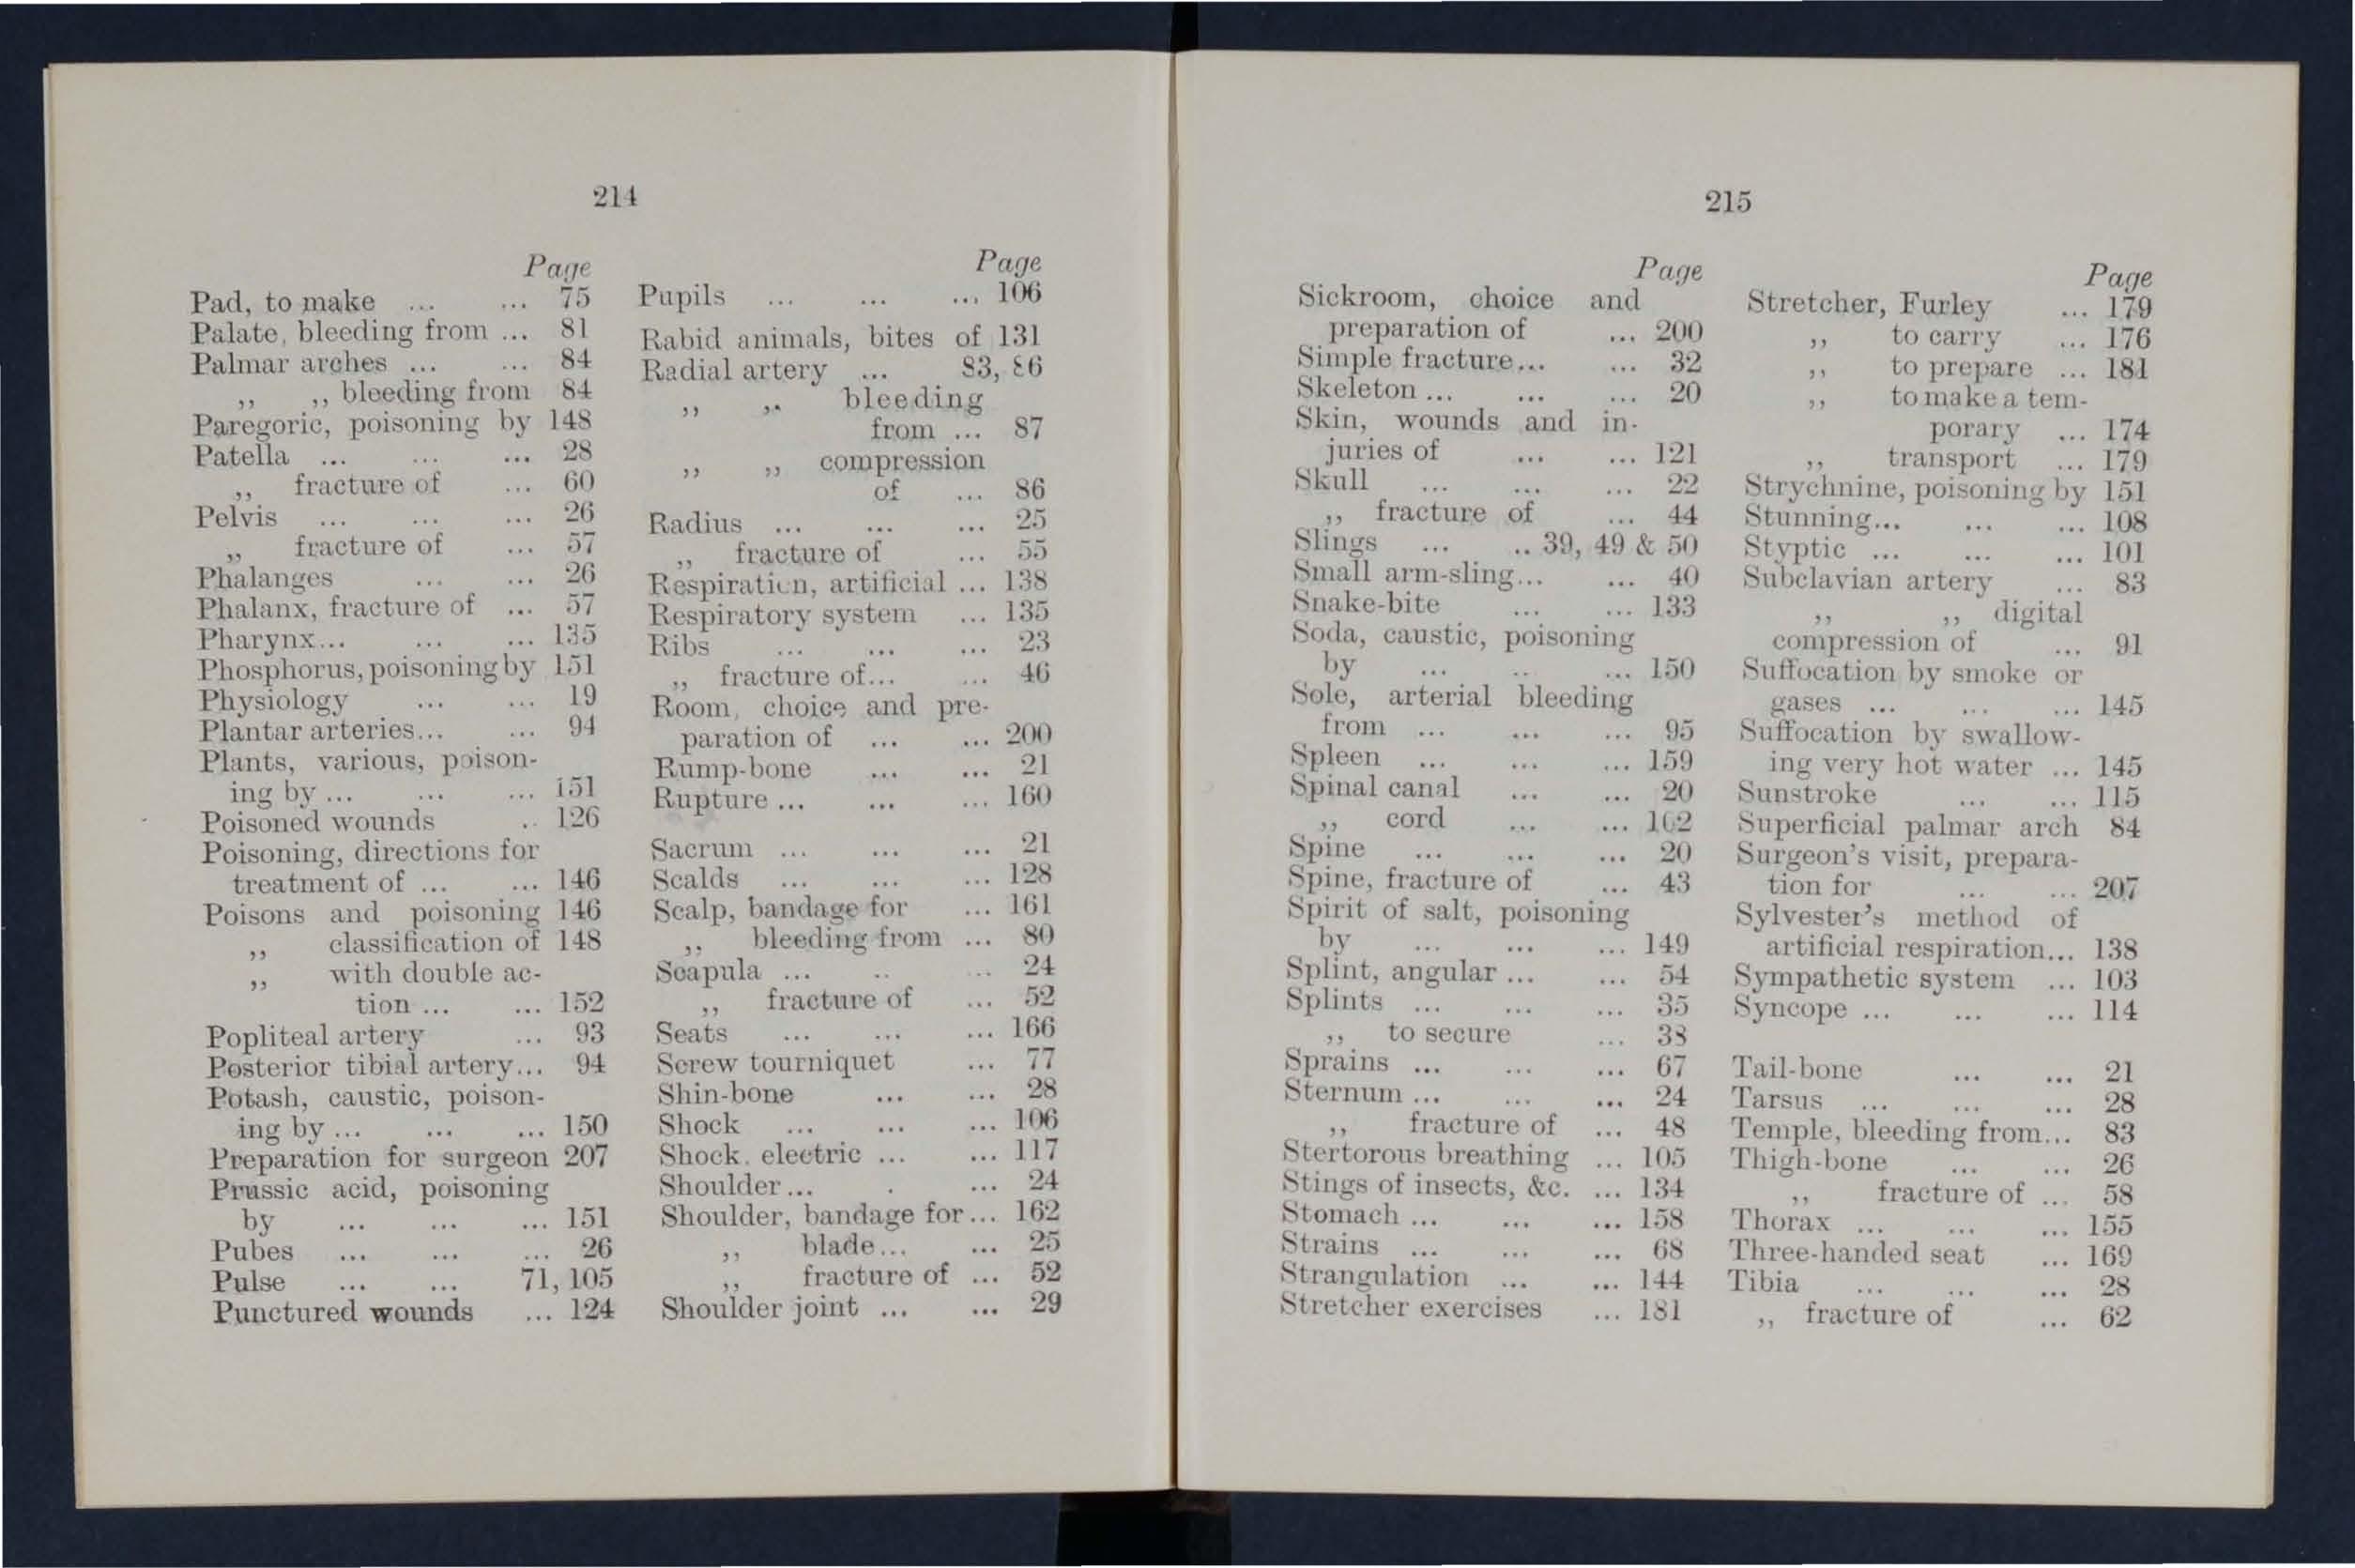 214
Page
Pad, to make ... ... 75
Palate, bleeding from ... 81
Palmar arches ... ... 84
,, ,, bleeding from 84
Paregoric, poisoning by 148
Patella ... ... ... 28
,, fracture of ... 60
Pelvis ... ... ... 26
,, fracture of ... 57
Phalanges ... ... 26
Phalanx, fracture of ... 57
Pharynx... ... ... 135
Phosphorus, poisoning by 151
Physiology ... ... 19
Plantar arteries... ... 94
Plants, various, poison-
ing by ... ... ... 151
Poisoned wounds .. 126
Poisoning, directions for
treatment of ... ... 146
Poisons and poisoning 146
,, classification of 148
,, with double ac-
tion ... ... 152
Popliteal artery ... 93
Posterior tibial artery... 94
Potash, caustic, poison-
ing by ... ... ... 150
Preparation for surgeon 207
Prussic acid, poisoning
by ... ... ... 151
Pubes ... ... ... 26
Pulse ... ... 71, 105
Punctured wounds ... 124
Page
Pupils ... ... ... 106
Rabid animals, bites of 131
Radial artery ... 83, 86
,, ,, bleeding
from ... 87
,, ,, compression
of ... 86
Radius ... ... ... 25
,, fracture of ... 55
Respiration, artificial ... 138
Respiratory system ... 135
Ribs ... ... ... 23
,, fracture of... ... 46
Room, choice and pre-
paration of ... ... 200
Rump-bone ... ... 21
Rupture ... ... ... 160
Sacrum ... ... ... 21
Scalds ... ... ... 128
Scalp, bandage for ... 161
,, bleeding from ... 80
Scapula ... .. ... 24
,, fracture of ... 52
Seats ... ... ... 166
Screw tourniquet ... 77
Shin-bone ... ... 28
Shock ... ... ... 106
Shock, electric ... ... 117
Shoulder ... . ... 24
Shoulder, bandage for ... 162
,, blade... ... 25
,, fracture of ... 52
Shoulder joint ... ... 29
215
Page
Sickroom, choice and
preparation of ... 200
Simple fracture... ... 32
Skeleton ... ... ... 20
Skin, wounds and in-
juries of ... ... 121
Skull ... ... ... 22
,, fracture of ... 44
Slings ... .. 39, 49 & 50
Small arm-sling... ... 40
Snake-bite ... ... 133
Soda, caustic, poisoning
by ... .. ... 150
Sole, arterial bleeding
from ... ... ... 95
Spleen ... ... ... 159
Spinal canal ... ... 20
,, cord ... ... 102
Spine ... ... ... 20
Spine, fracture of ... 43
Spirit of salt, poisoning
by ... ... ... 149
Splint, angular ... ... 54
Splints ... ... ... 35
,, to secure ... 38
Sprains ... ... ... 67
Sternum ... ... ... 24
,, fracture of ... 48
Stertorous breathing ... 105
Stings of insects, &c. ... 134
Stomach ... ... ... 158
Strains ... ... ... 68
Strangulation ... ... 144
Stretcher exercises ... 181
Page
Stretcher, Furley ... 179
,, to carry ... 176
,, to prepare ... 181
,, to make a tem-
porary ... 174
,, transport ... 179
Strychnine, poisoning by 151
Stunning... ... ... 108
Styptic ... ... ... 101
Subclavian artery ... 83
,, ,, digital
compression of ... 91
Suffocation by smoke or
gases ... ... ... 145
Suffocation by swallow-
ing very hot water ... 145
Sunstroke ... ... 115
Superficial palmar arch 84
Surgeon's visit, prepara-
tion for ... ... 207
Sylvester's method of
artificial respiration... 138
Sympathetic system ... 103
Syncope ... ... ... 114
Tail-bone ... ... 21
Tarsus ... ... ... 28
Temple, bleeding from... 83
Thigh-bone ... ... 26
,, fracture of ... 58
Thorax ... ... ... 155
Three-handed seat ... 169
Tibia ... ... ... 28
,, fracture of ... 62